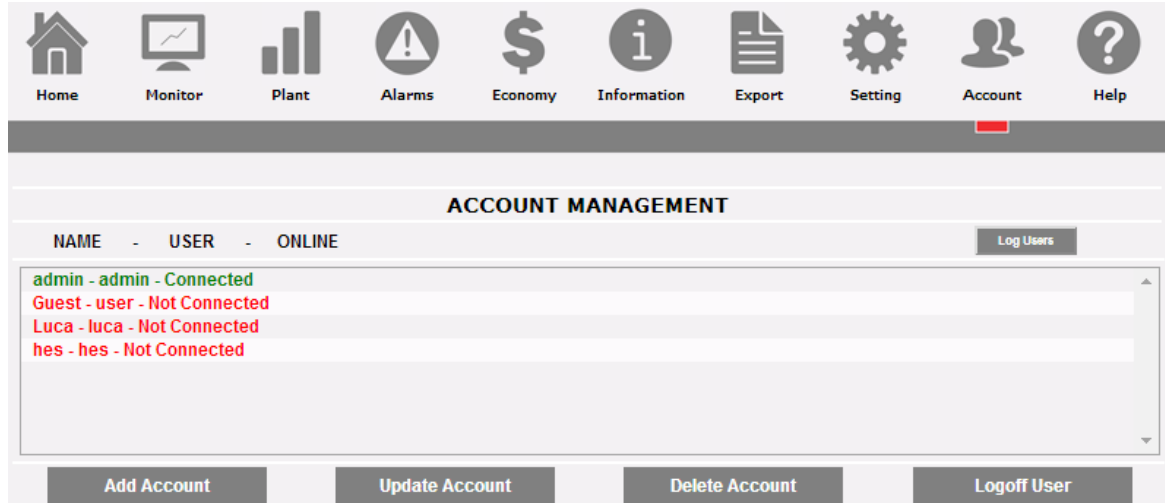 Home Monitor Plant Alarms Economy Information Export Setting Account Help
ACCOUNT MANAGEMENT
NAME - USER - ONLINE Log Users
admin - admin - Connected
Guest - user - Not Connected
Luca - luca - Not Connected
hes - hes - Not Connected
Add Account Update Account Delete Account Logoff User